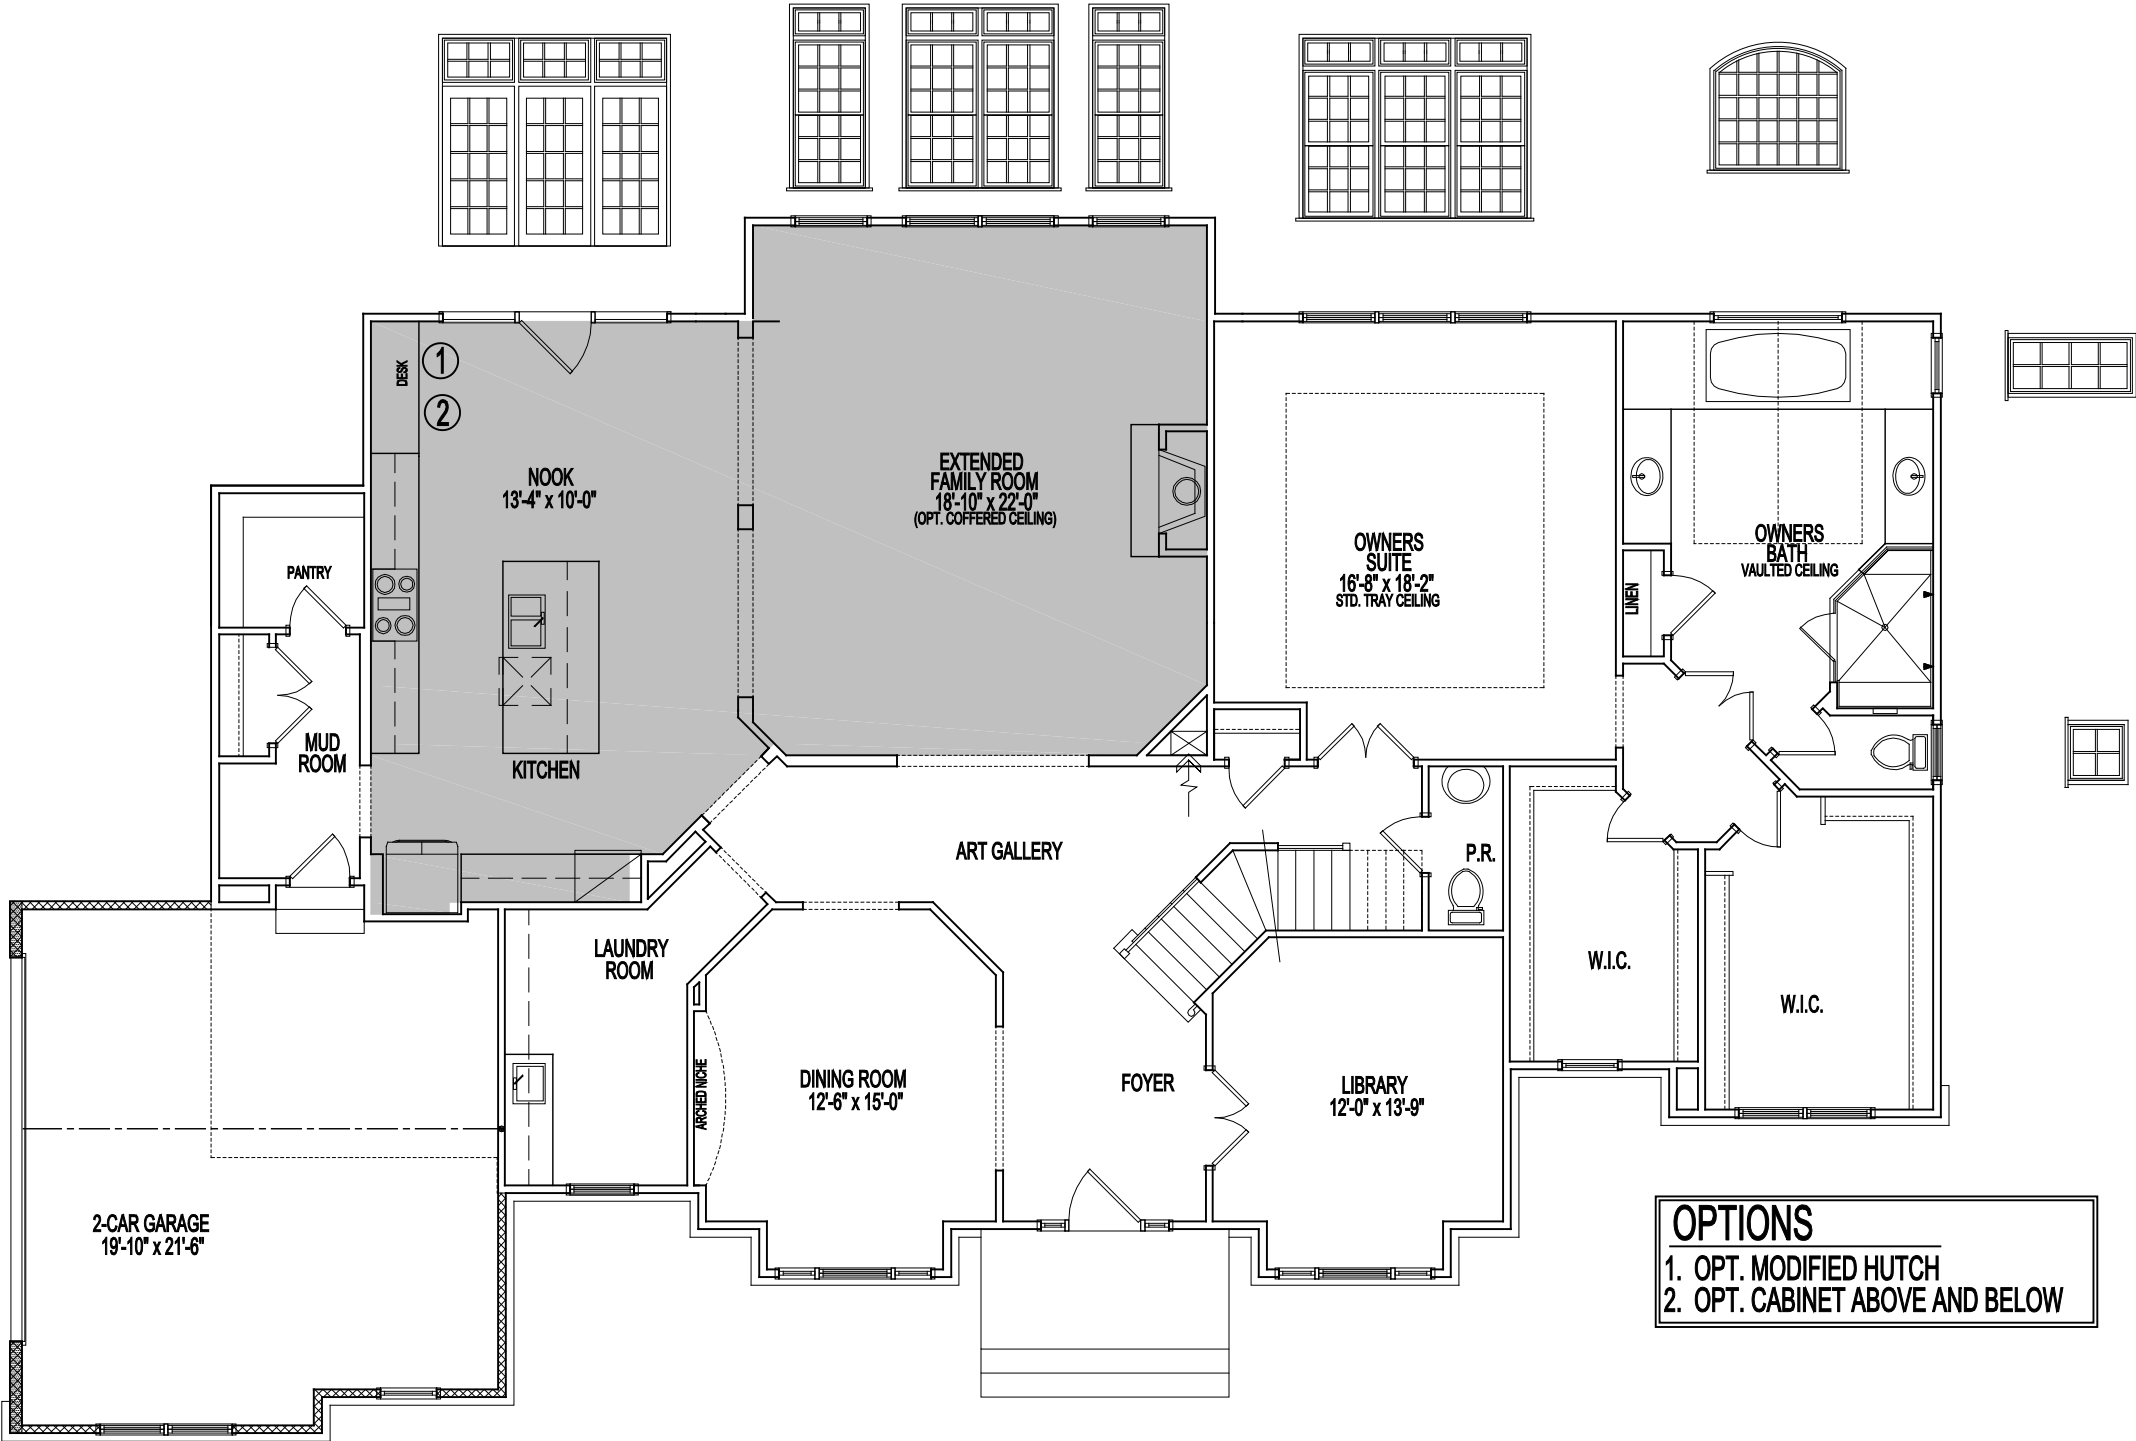 DESK
1
2
NOOK
13'-4" x 10'-0"
EXTENDED
FAMILY ROOM
18'-10" x 22'-0"
(OPT. COFFERED CEILING)
OWNERS
SUITE
16'-8" x 18'-2"
STD. TRAY CEILING
OWNERS
BATH
VAULTED CEILING
LINEN
PANTRY
MUD
ROOM
KITCHEN
ART GALLERY
P.R.
LAUNDRY
ROOM
W.I.C.
W.I.C.
ARCHED NICHE
DINING ROOM
12'-6" x 15'-0"
FOYER
LIBRARY
12'-0" x 13'-9"
2-CAR GARAGE
19'-10" x 21'-6"
OPTIONS
1. OPT. MODIFIED HUTCH
2. OPT. CABINET ABOVE AND BELOW